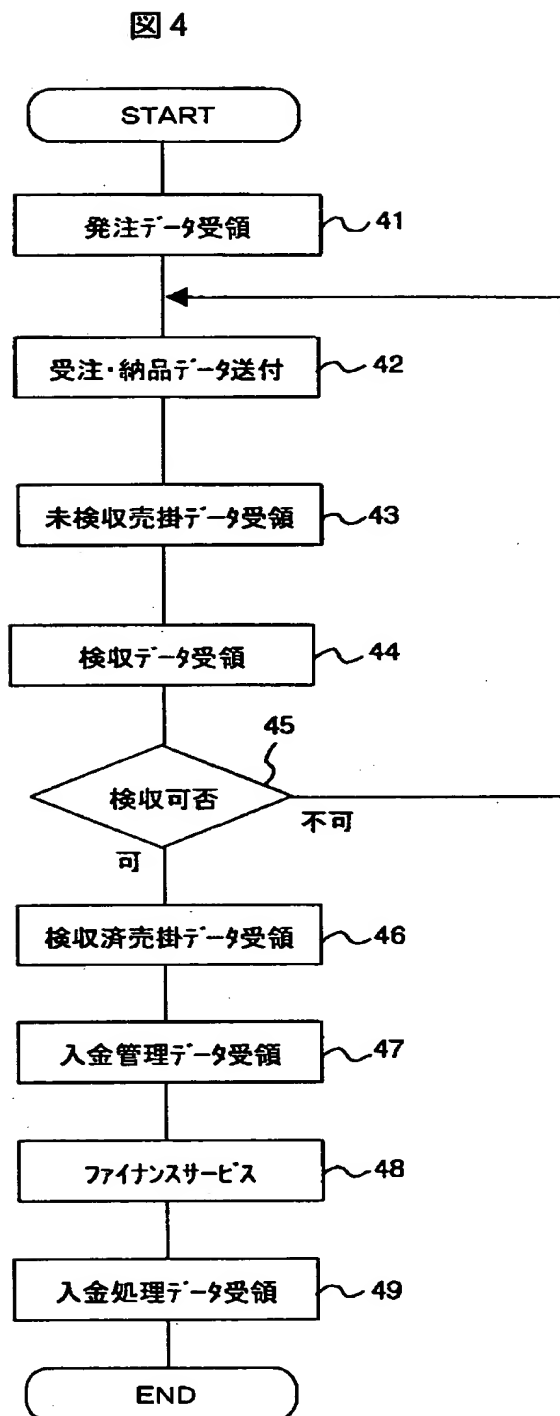 図4
START
発注データ受領
41
受注・納品データ送付
42
未検収売掛データ受領
43
検収データ受領
44
45
検収可否
不可
可
検収済売掛データ受領
46
入金管理データ受領
47
ファイナンスサービス
48
入金処理データ受領
49
END